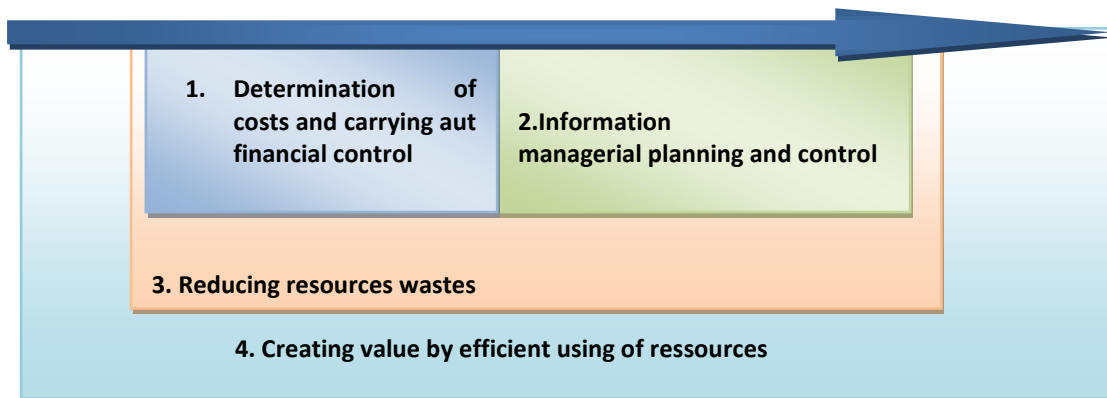 1. Determination of
costs and carrying aut
financial control
2.Information
managerial planning and control
3. Reducing resources wastes
4. Creating value by efficient using of ressources